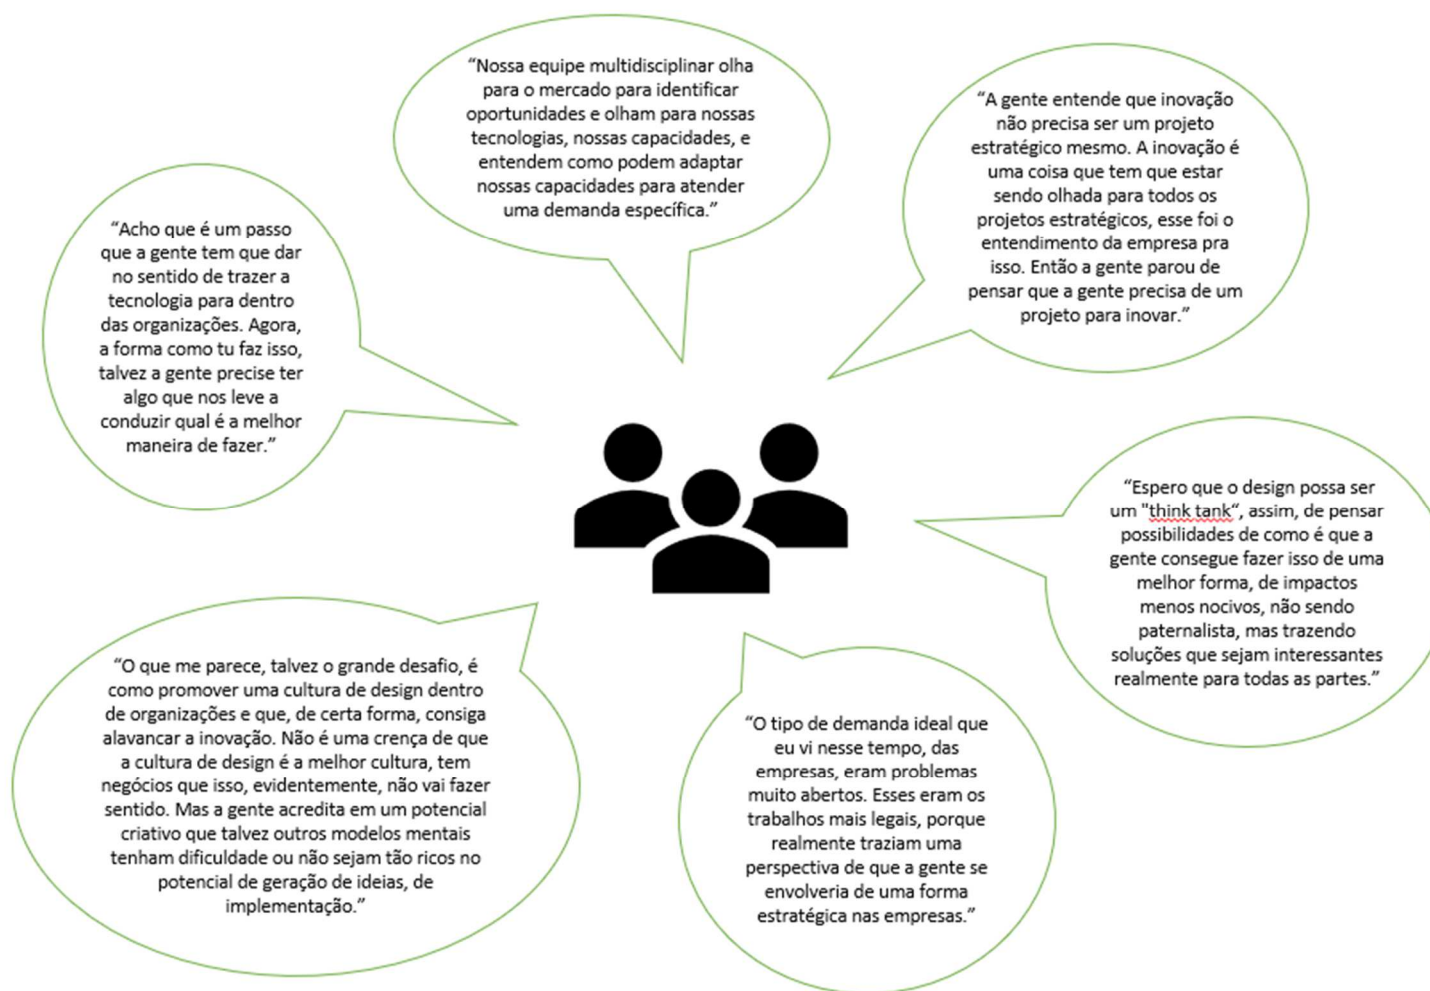 “Nossa equipe multidisciplinar olha
para o mercado para identificar
oportunidades e olham para nossas
tecnologias, nossas capacidades, e
entendem como podem adaptar
nossas capacidades para atender
uma demanda específica.”
“A gente entende que inovação
não precisa ser um projeto
estratégico mesmo. A inovação é
uma coisa que tem que estar
sendo olhada para todos os
projetos estratégicos, esse foi o
entendimento da empresa pra
isso. Então a gente parou de
pensar que a gente precisa de um
projeto para inovar.”
“Acho que é um passo
que a gente tem que dar
no sentido de trazer a
tecnologia para dentro
das organizações. Agora,
a forma como tu faz isso,
talvez a gente precise ter
algo que nos leve a
conduzir qual é a melhor
maneira de fazer.”
“Espero que o design possa ser
um "think tank“, assim, de pensar
possibilidades de como é que a
gente consegue fazer isso de uma
melhor forma, de impactos
menos nocivos, não sendo
paternalista, mas trazendo
soluções que sejam interessantes
realmente para todas as partes.”
“O que me parece, talvez o grande desafio, é
como promover uma cultura de design dentro
de organizações e que, de certa forma, consiga
alavancar a inovação. Não é uma crença de que
a cultura de design é a melhor cultura, tem
negócios que isso, evidentemente, não vai fazer
sentido. Mas a gente acredita em um potencial
criativo que talvez outros modelos mentais
tenham dificuldade ou não sejam tão ricos no
potencial de geração de ideias, de
implementação.”
“O tipo de demanda ideal que
eu vi nesse tempo, das
empresas, eram problemas
muito abertos. Esses eram os
trabalhos mais legais, porque
realmente traziam uma
perspectiva de que a gente se
envolveria de uma forma
estratégica nas empresas.”